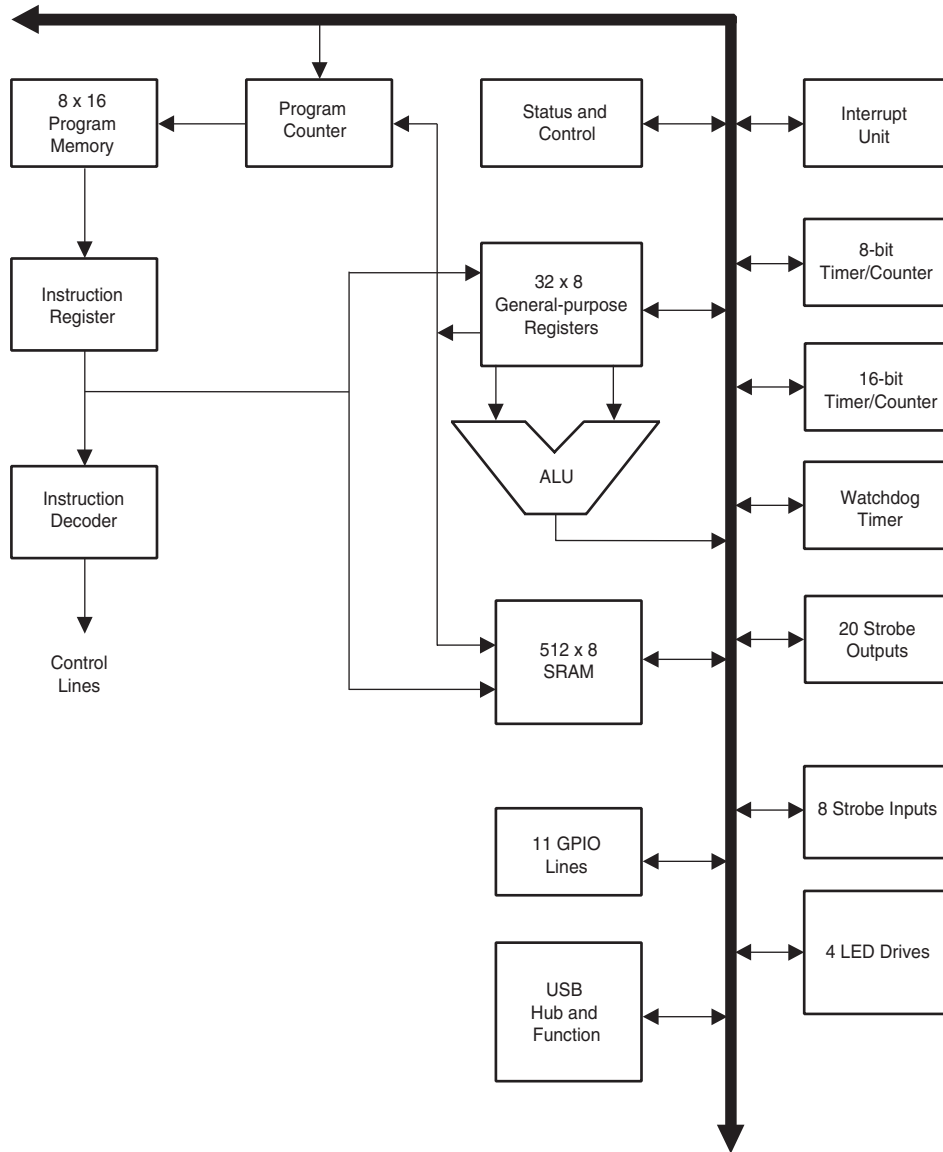 8 x 16
Program
Memory
Program
Counter
Status and
Control
Interrupt
Unit
8-bit
Timer/Counter
Instruction
Register
32 x 8
General-purpose
Registers
16-bit
Timer/Counter
Instruction
Decoder
ALU
Watchdog
Timer
Control
Lines
512 x 8
SRAM
20 Strobe
Outputs
11 GPIO
Lines
8 Strobe Inputs
USB
Hub and
Function
4 LED Drives